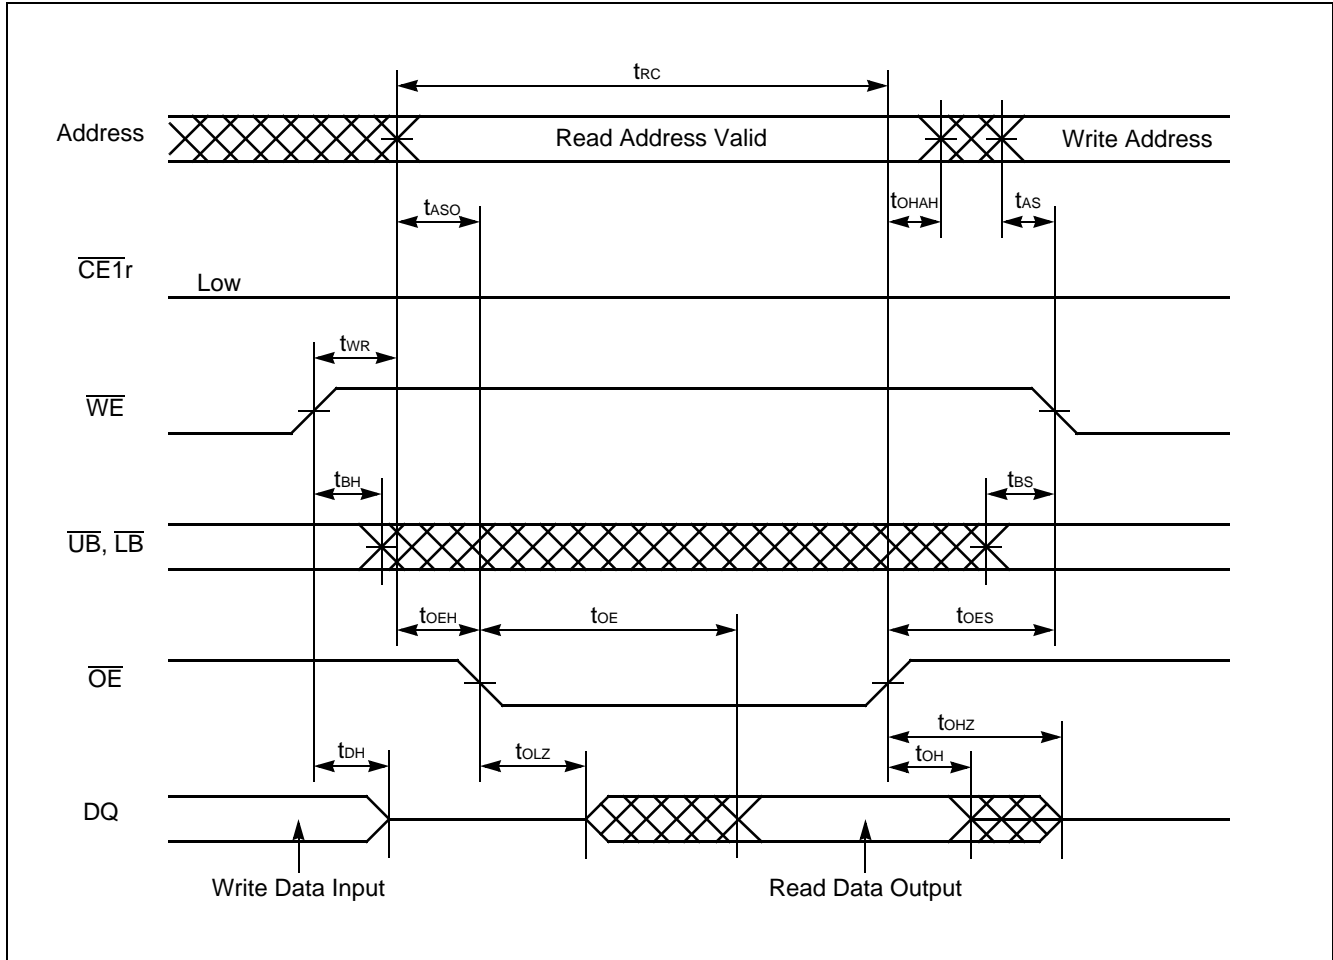 tRC
Address
Read Address Valid
Write Address
tASO
tOHAH
tAS
CE1r
Low
tWR
WE
tBH
tBS
UB, LB
tOEH
tOE
tOES
OE
tOHZ
tDH
tOLZ
tOH
DQ
Write Data Input
Read Data Output